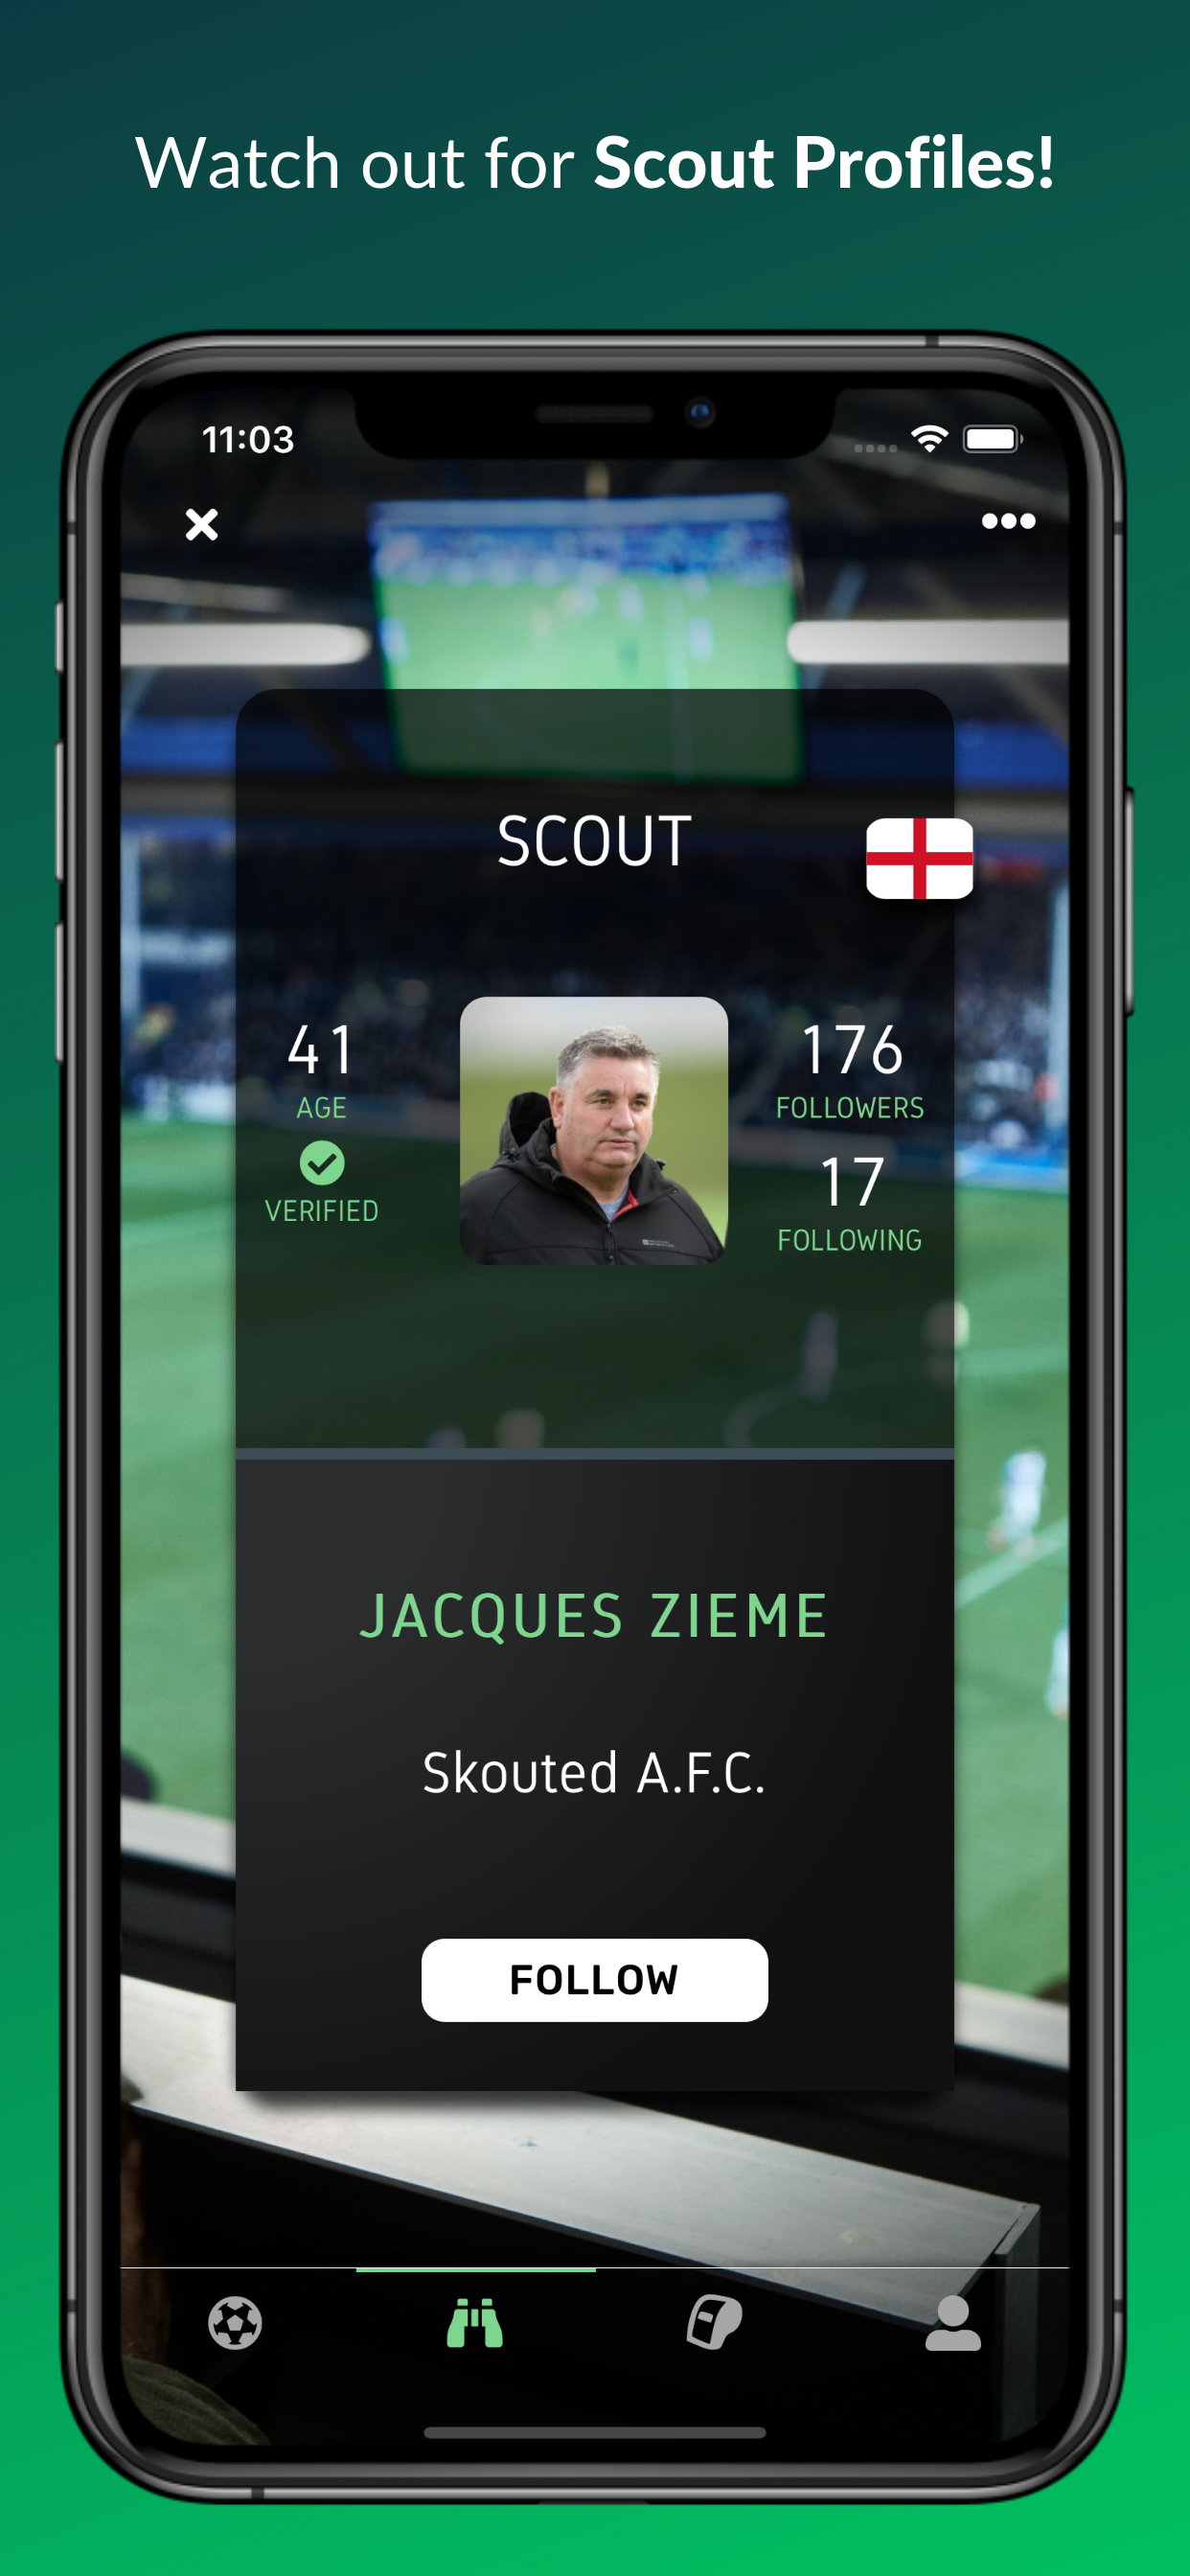 Watch out for Scout Profiles!
11:03
SCOUT
41
AGE
VERIFIED
176
FOLLOWERS
17
FOLLOWING
JACQUES ZIEME
Skouted A.F.C.
FOLLOW